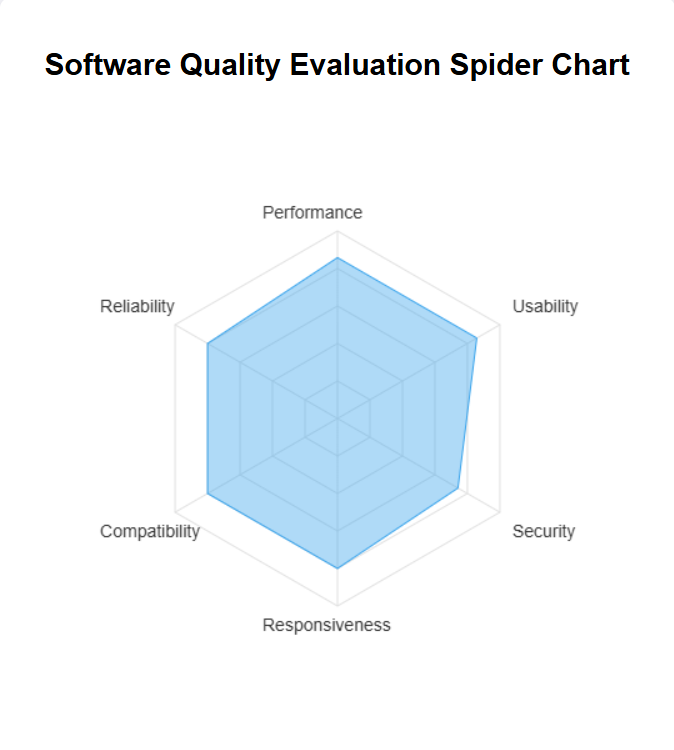 Software Quality Evaluation Spider Chart
Performance
Reliability
Usability
Compatibility
Security
Responsiveness